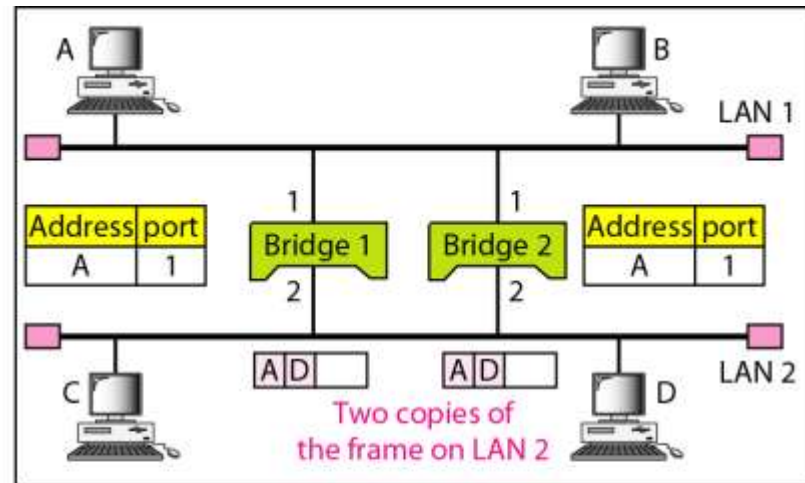 A
B
LAN 1
1
1
Address port
A 1
Bridge 1
Bridge 2
Address port
A 1
2
2
LAN 2
A D
A D
C
D
Two copies of
the frame on LAN 2